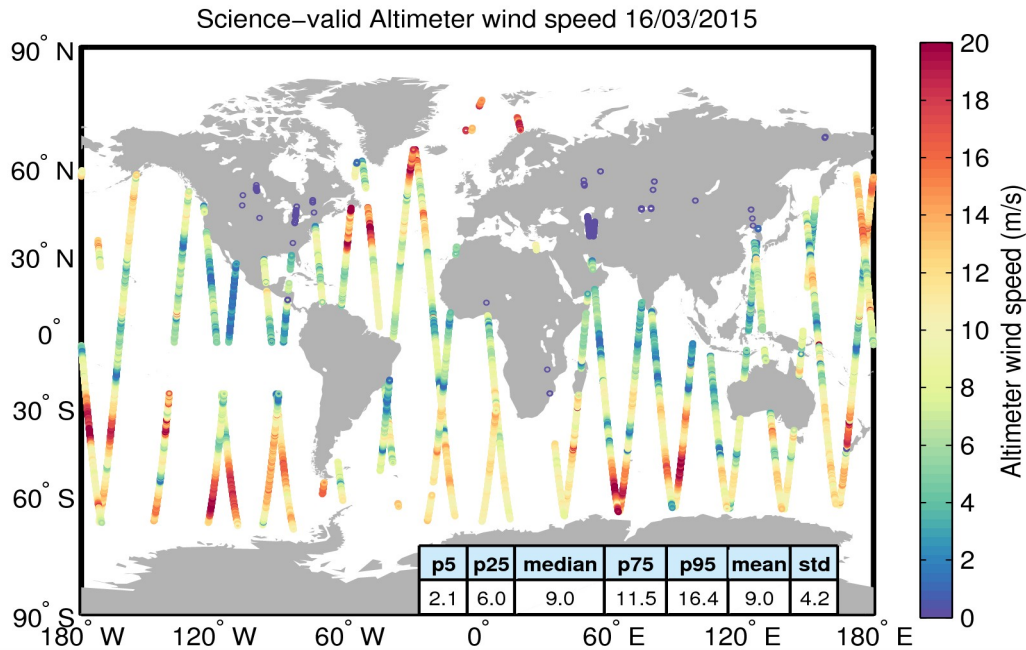 Science−valid Altimeter wind speed 16/03/2015
90° N
60° N
30° N
0°
30° S
60° S
90° S
180° W
120° W
60° W
0°
60° E
120° E
180° E
p5 p25 median p75 p95 mean std
2.1 6.0 9.0 11.5 16.4 9.0 4.2
20
18
16
14
12
10
8
6
4
2
0
Altimeter wind speed (m/s)